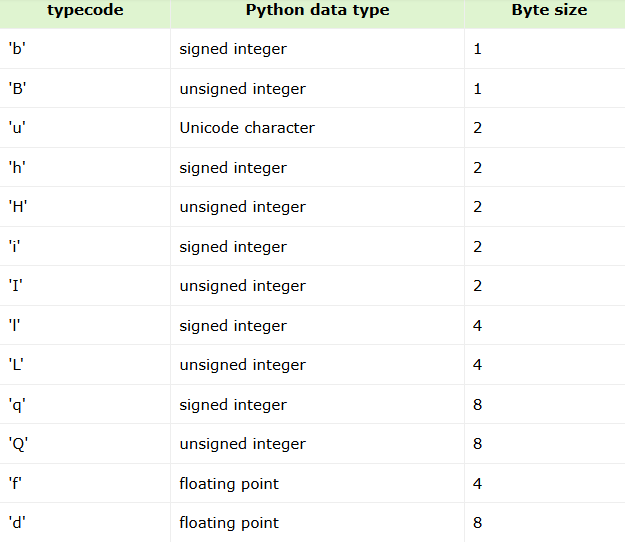 typecode Python data type Byte size
'b' signed integer 1
'B' unsigned integer 1
'u' Unicode character 2
'h' signed integer 2
'H' unsigned integer 2
'i' signed integer 2
'I' unsigned integer 2
'l' signed integer 4
'L' unsigned integer 4
'q' signed integer 8
'Q' unsigned integer 8
'f' floating point 4
'd' floating point 8